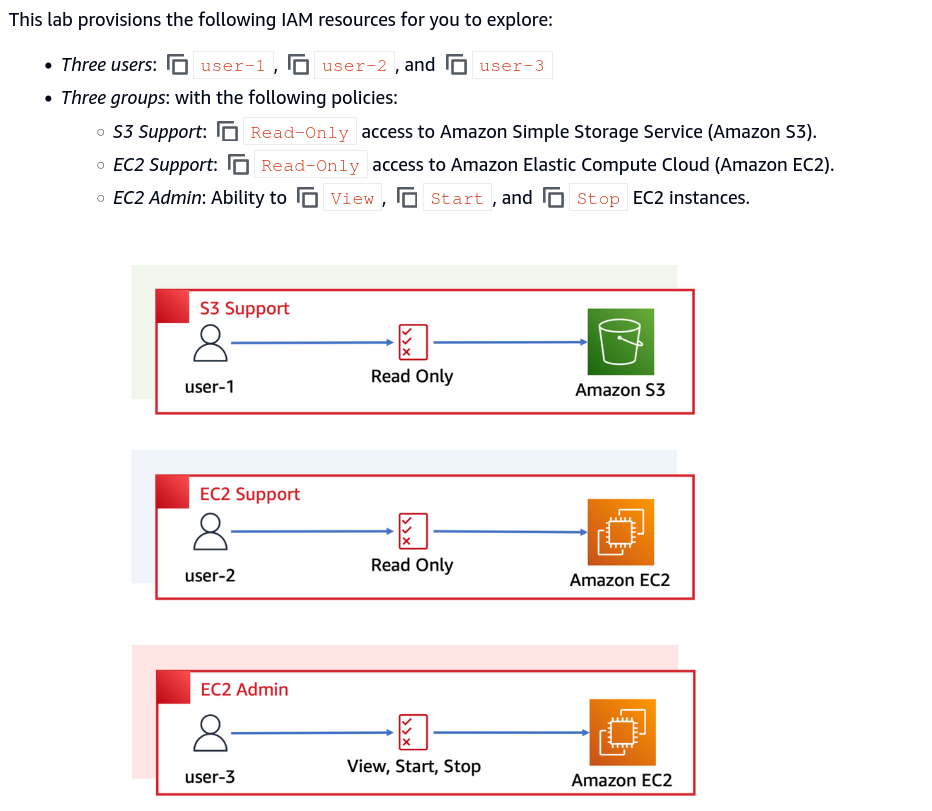 This lab provisions the following IAM resources for you to explore:
• Three users: user-1 , user-2 , and user-3
• Three groups: with the following policies:
○ S3 Support: Read-Only access to Amazon Simple Storage Service (Amazon S3).
○ EC2 Support: Read-Only access to Amazon Elastic Compute Cloud (Amazon EC2).
○ EC2 Admin: Ability to View , Start , and Stop EC2 instances.
S3 Support
user-1
Read Only
Amazon S3
EC2 Support
user-2
Read Only
Amazon EC2
EC2 Admin
user-3
View, Start, Stop
Amazon EC2